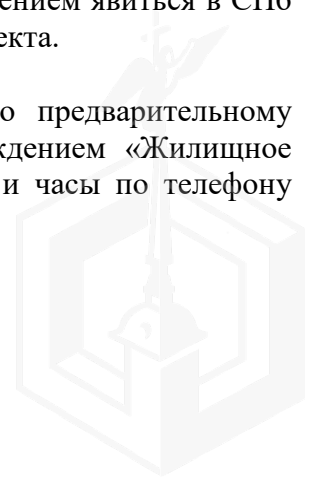 ением явиться в СПб
екта.
о предварительному
ждением «Жилищное
и часы по телефону